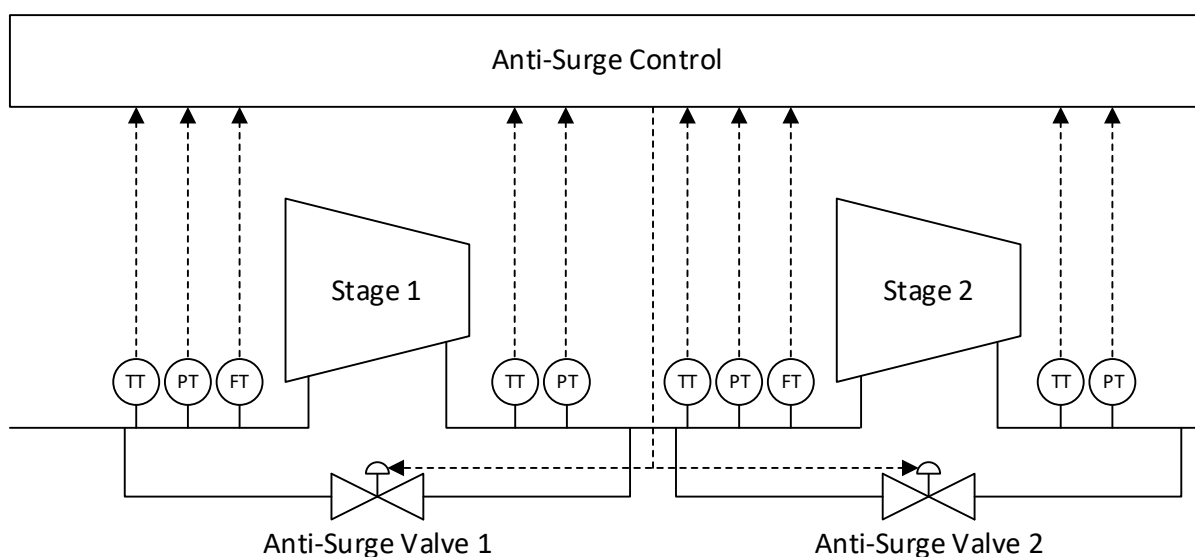 Anti-Surge Control
Stage 1
Stage 2
TT PT FT TT PT TT PT FT TT PT
Anti-Surge Valve 1
Anti-Surge Valve 2